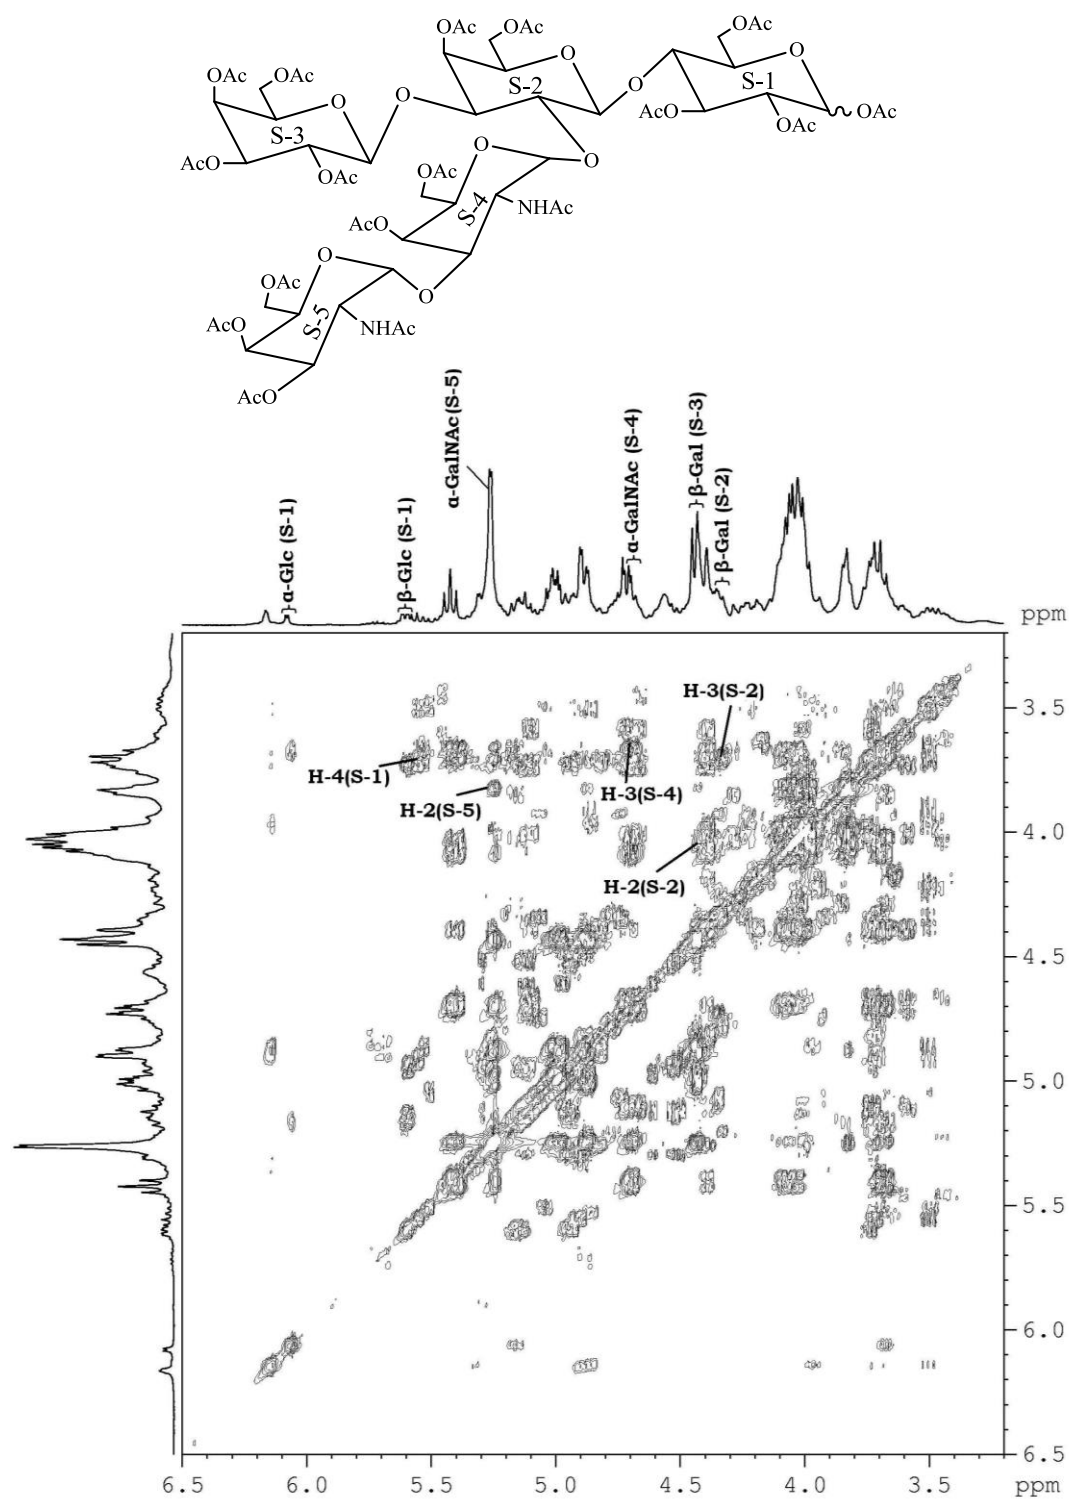 OAc OAc OAc
O O
S-2 O S-1
OAc OAc
O O AcO OAc
S-3 OAc
AcO OAc O O
OAc
S-4 NHAc
AcO
O
OAc O
S-5
AcO NHAc
AcO
α-Glc (S-1)
β-Glc (S-1)
α-GalNAc(S-5)
α-GalNAc (S-4)
β-Gal (S-3)
β-Gal (S-2)
ppm
H-3(S-2)
3.5
H-4(S-1)
H-2(S-5)
H-3(S-4)
4.0
H-2(S-2)
4.5
5.0
5.5
6.0
6.5
6.5 5.5 5.0 4.5 4.0 3.5 ppm
6.0